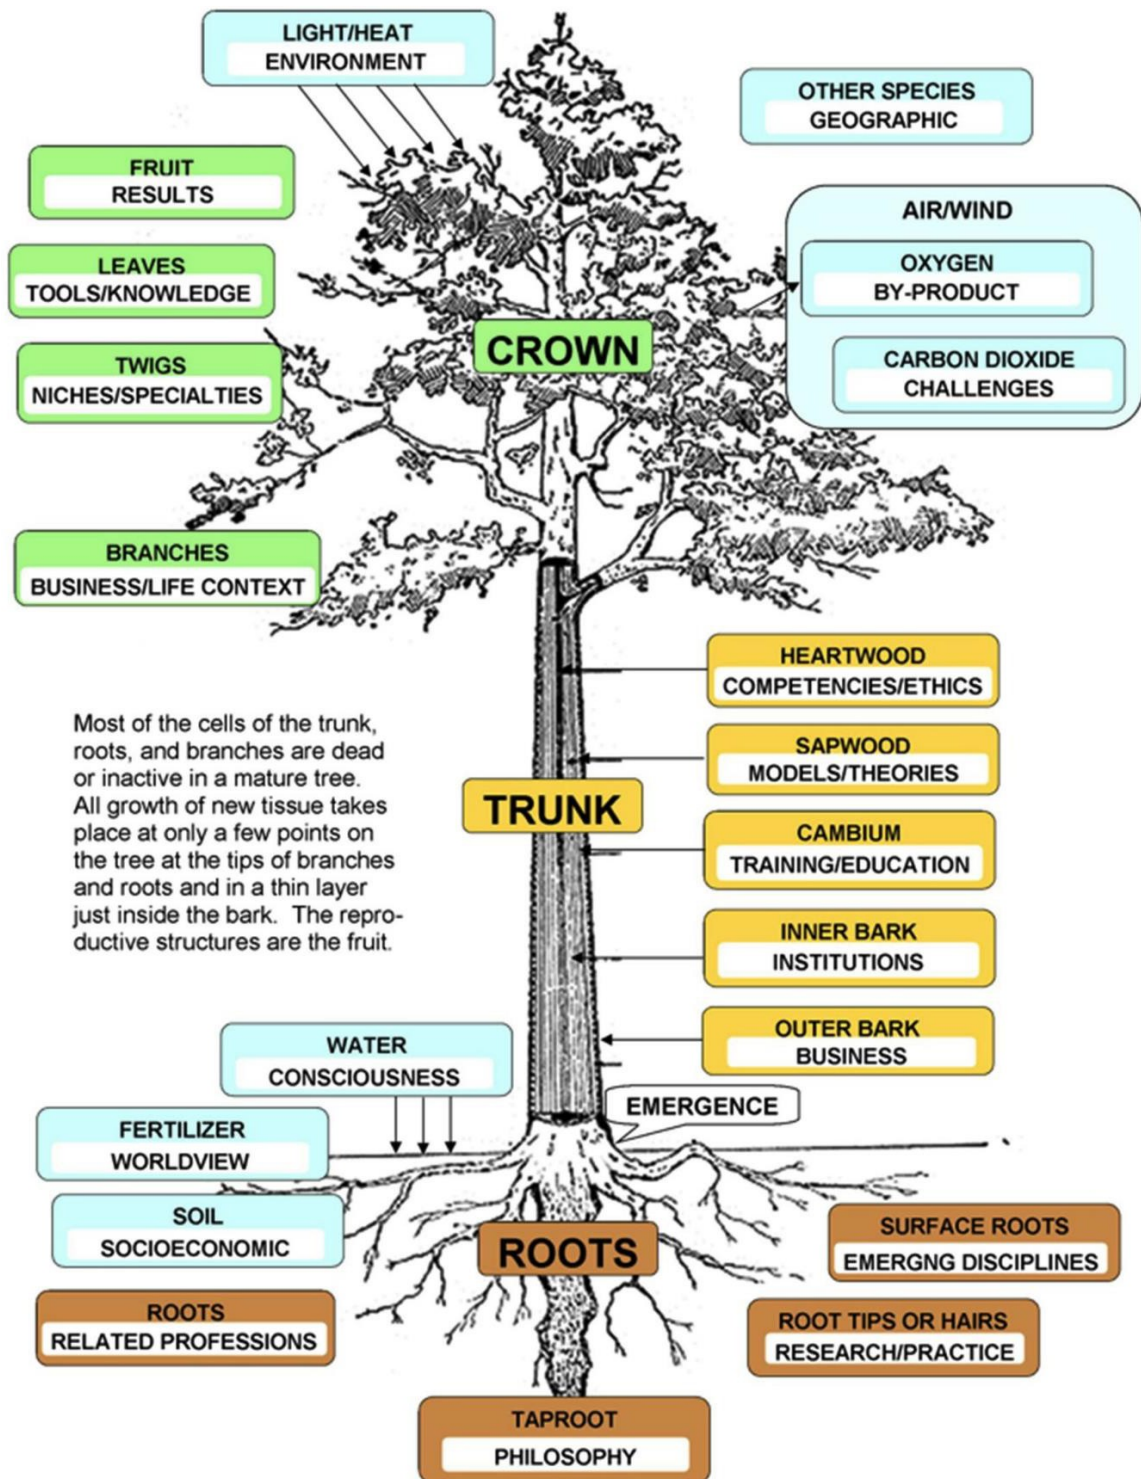 LIGHT/HEAT
ENVIRONMENT
OTHER SPECIES
GEOGRAPHIC
FRUIT
RESULTS
AIR/WIND
OXYGEN
BY-PRODUCT
LEAVES
TOOLS/KNOWLEDGE
CROWN
CARBON DIOXIDE
CHALLENGES
TWIGS
NICHES/SPECIALTIES
BRANCHES
BUSINESS/LIFE CONTEXT
HEARTWOOD
COMPETENCIES/ETHICS
Most of the cells of the trunk,
roots, and branches are dead
or inactive in a mature tree.
All growth of new tissue takes
place at only a few points on
the tree at the tips of branches
and roots and in a thin layer
just inside the bark.  The repro-
ductive structures are the fruit.
SAPWOOD
MODELS/THEORIES
TRUNK
CAMBIUM
TRAINING/EDUCATION
INNER BARK
INSTITUTIONS
OUTER BARK
BUSINESS
WATER
CONSCIOUSNESS
EMERGENCE
FERTILIZER
WORLDVIEW
SOIL
SOCIOECONOMIC
ROOTS
SURFACE ROOTS
EMERGNG DISCIPLINES
ROOTS
RELATED PROFESSIONS
ROOT TIPS OR HAIRS
RESEARCH/PRACTICE
TAPROOT
PHILOSOPHY